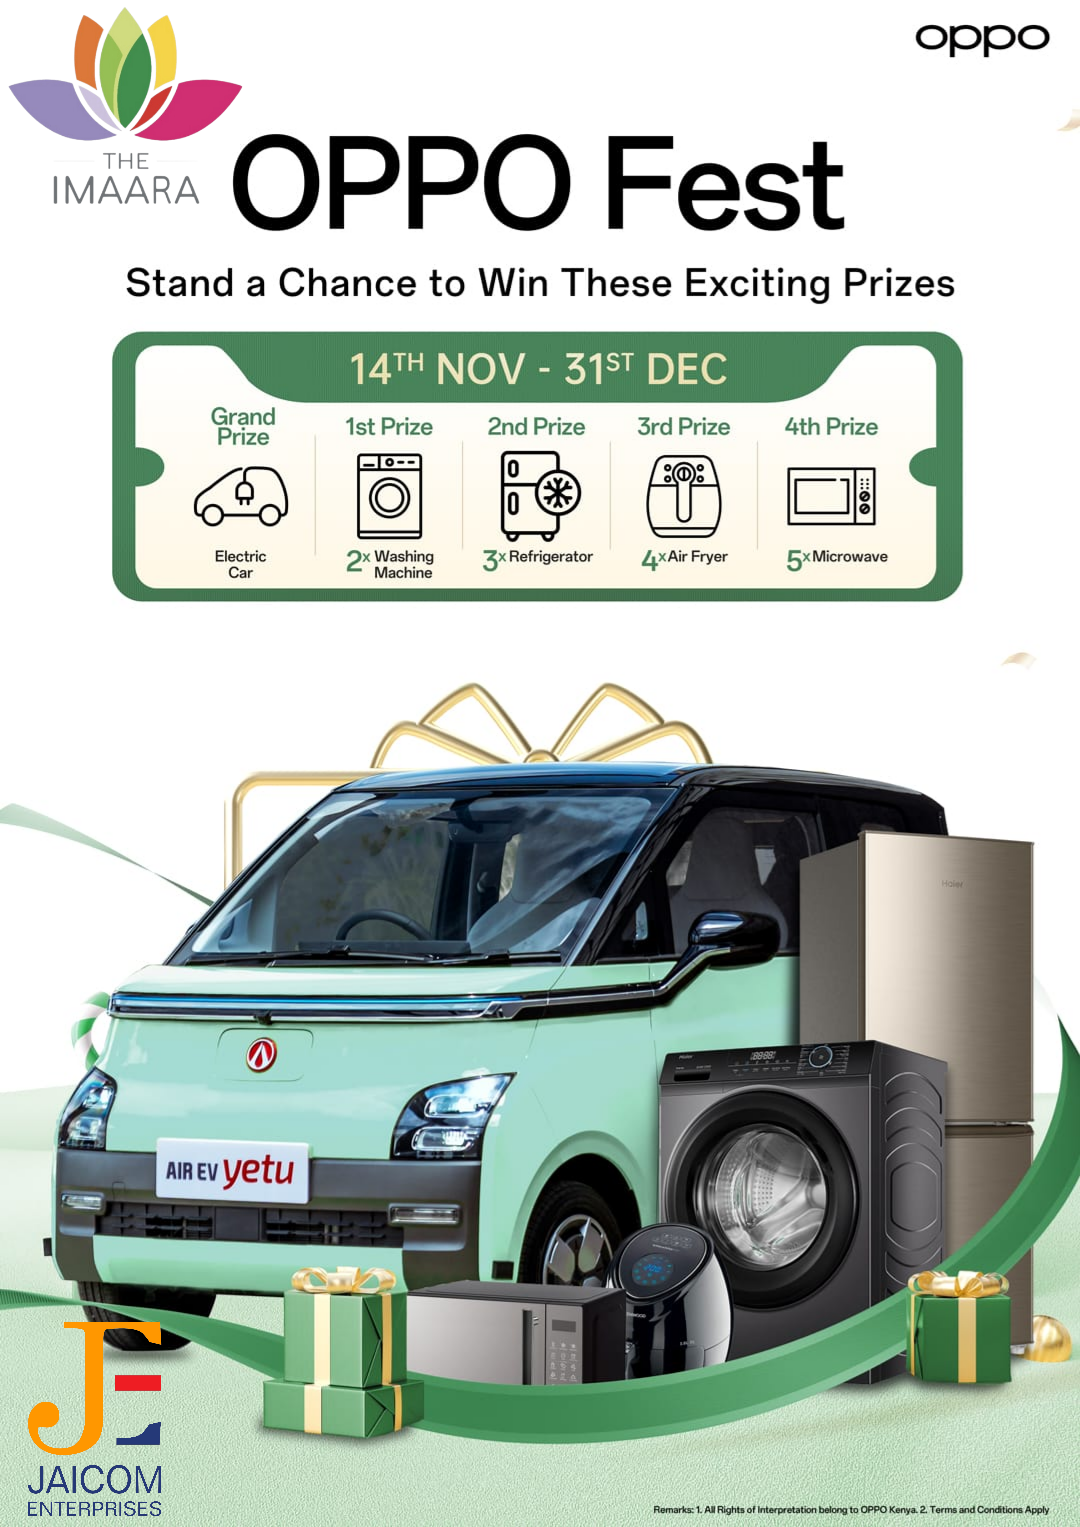 oppo
THE
IMAARA
OPPO Fest
Stand a Chance to Win These Exciting Prizes
14TH NOV - 31ST DEC
Grand
Prize
Electric
Car
1st Prize
2x Washing
Machine
2nd Prize
3x Refrigerator
3rd Prize
4x Air Fryer
4th Prize
5x Microwave
Haier
Haier
AIR EV yetu
JE
JAICOM
ENTERPRISES
Remarks: 1. All Rights of Interpretation belong to OPPO Kenya. 2. Terms and Conditions Apply